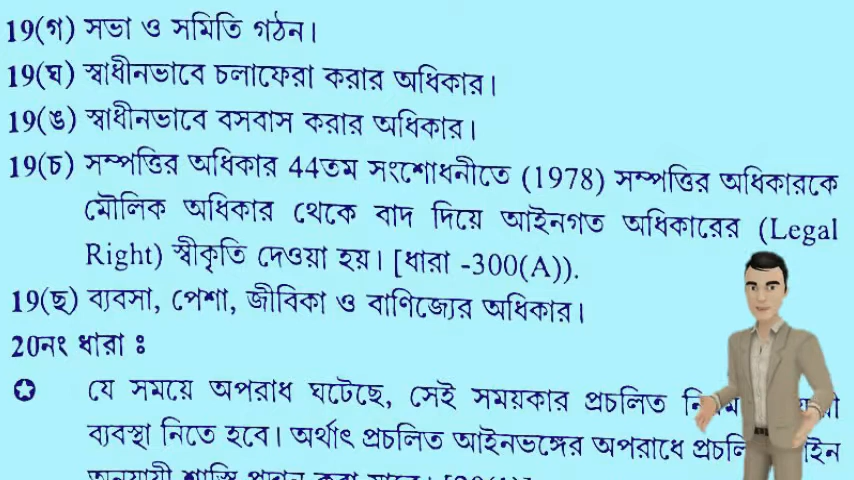 19(গ) সভা ও সমিতি গঠন।
19(ঘ) স্বাধীনভাবে চলাফেরা করার অধিকার।
19(ঙ) স্বাধীনভাবে বসবাস করার অধিকার।
19(চ) সম্পত্তির অধিকার 44তম সংশোধনীতে (1978) সম্পত্তির অধিকারকে
মৌলিক অধিকার থেকে বাদ দিয়ে আইনগত অধিকারের (Legal
Right) স্বীকৃতি দেওয়া হয়। [ধারা -300(A)).
19(ছ) ব্যবসা, পেশা, জীবিকা ও বাণিজ্যের অধিকার।
20নং ধারা ঃ
যে সময়ে অপরাধ ঘটেছে, সেই সময়কার প্রচলিত
ব্যবস্থা নিতে হবে। অর্থাৎ প্রচলিত আইনভঙ্গের অপরাধে